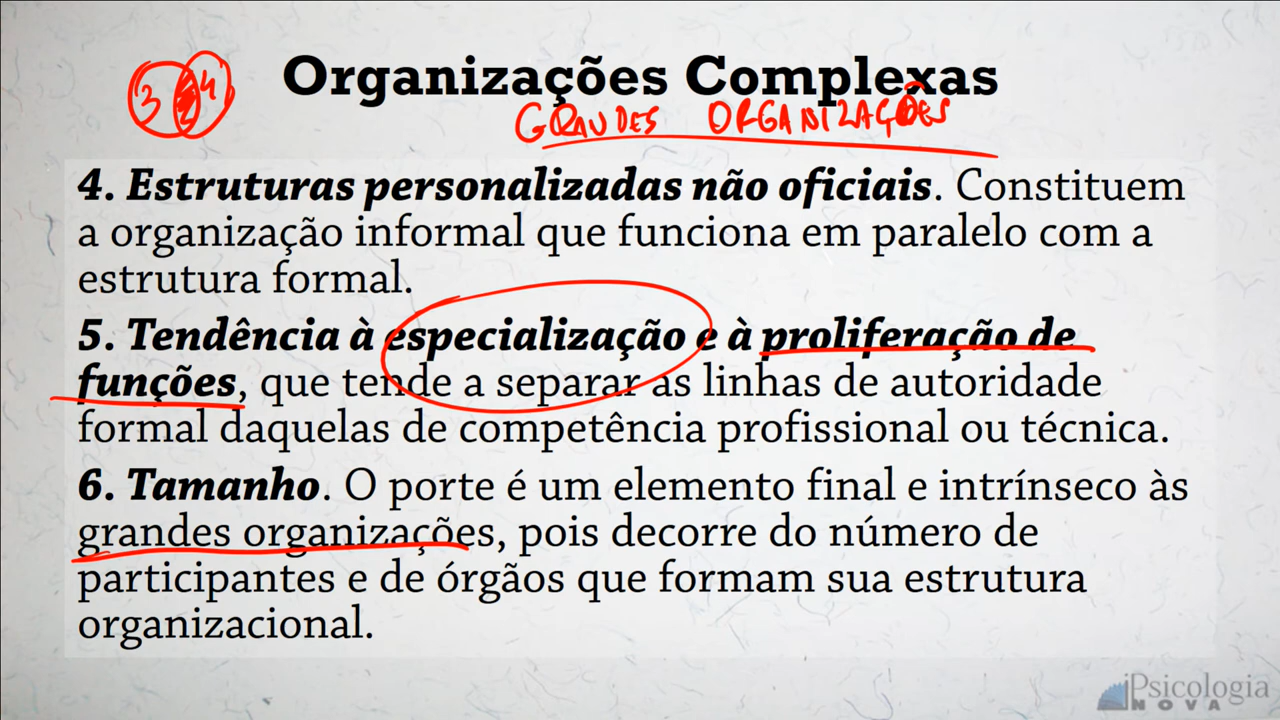 Organizações Complexas
3 2 4
GRANDES ORGANIZAÇÕES
4. Estruturas personalizadas não oficiais. Constituem
a organização informal que funciona em paralelo com a
estrutura formal.
5. Tendência à especialização e à proliferação de
funções, que tende a separar as linhas de autoridade
formal daquelas de competência profissional ou técnica.
6. Tamanho. O porte é um elemento final e intrínseco às
grandes organizações, pois decorre do número de
participantes e de órgãos que formam sua estrutura
organizacional.
Psicologia
NOVA